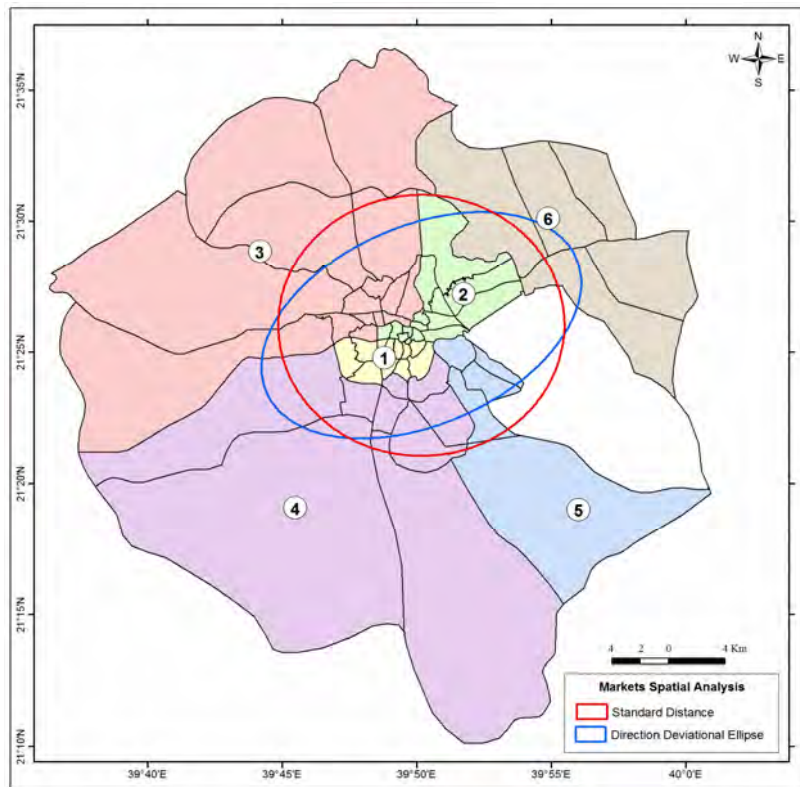 N
W E
S
21°35'N
21°30'N
21°25'N
21°20'N
21°15'N
21°10'N
6
3
2
1
4
5
4 2 0 4 Km
Markets Spatial Analysis
Standard Distance
Direction Deviational Ellipse
39°40'E 39°45'E 39°50'E 39°55'E 40°0'E